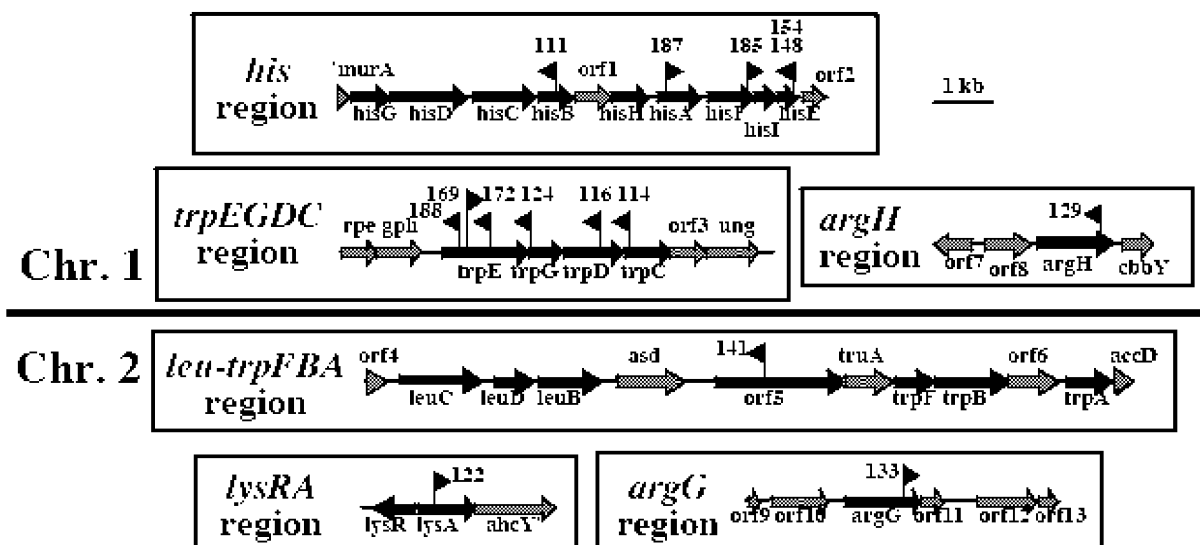 his region
'murA
111
orf1
187
185
154
148
orf2
hisG hisD hisC hisB hisH hisA hisF hisI hisE
1 kb
Chr. 1
trpEGDC region
rpe gph
188
169
172
124
116
114
orf3 ung
trpE trpG trpD trpC
argH region
129
orf7 orf8 argH cbbY
Chr. 2
leu-trpFBA region
orf4
asd
141
truA
orf6
accD
leuC leuD leuB orf5 trpF trpB trpA
lysRA region
122
lysR lysA ahcY'
argG region
133
orf9 orf10 argG orf11 orf12 orf13